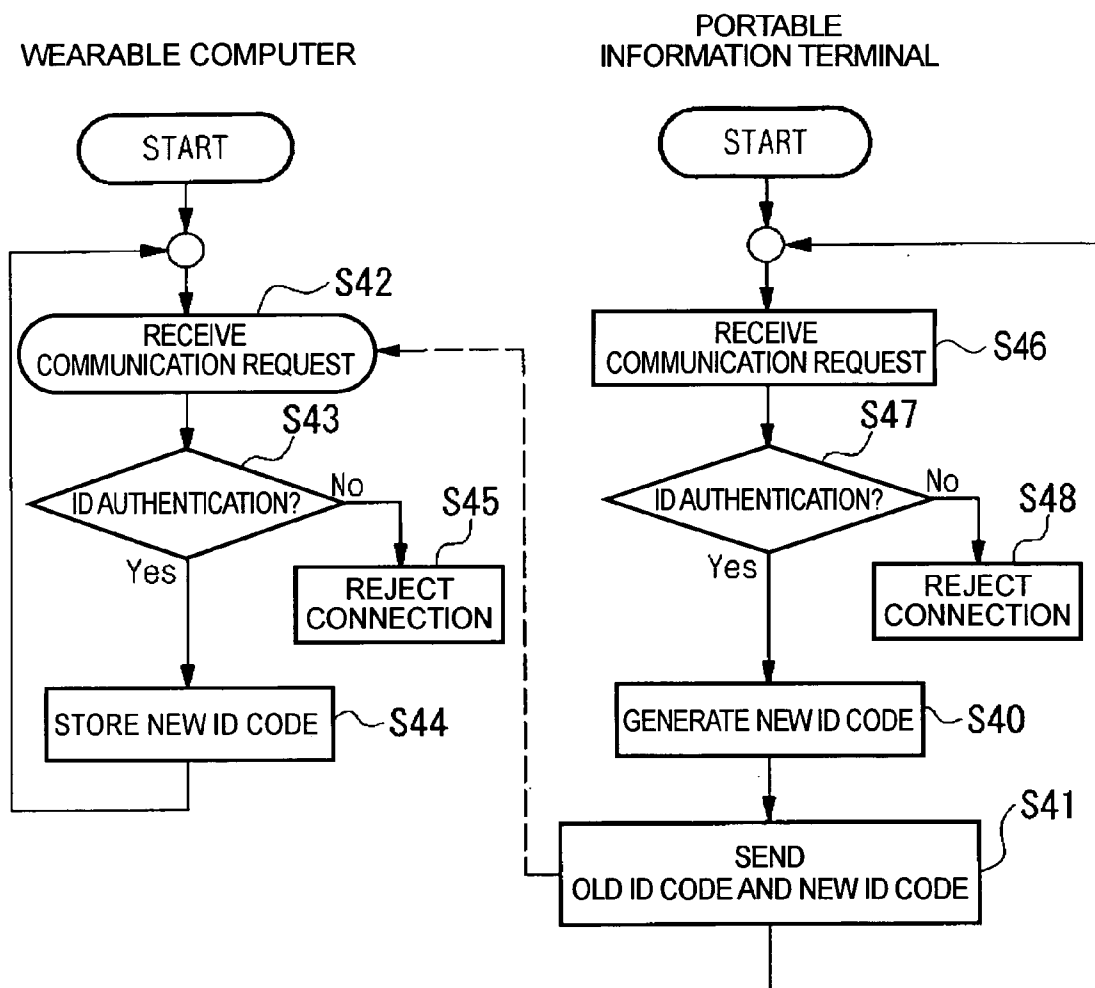 WEARABLE COMPUTER
START
S42
RECEIVE
COMMUNICATION REQUEST
S43
ID AUTHENTICATION?
No
Yes
S45
REJECT
CONNECTION
STORE NEW ID CODE
S44
PORTABLE
INFORMATION TERMINAL
START
RECEIVE
COMMUNICATION REQUEST
S46
S47
ID AUTHENTICATION?
No
Yes
S48
REJECT
CONNECTION
GENERATE NEW ID CODE
S40
S41
SEND
OLD ID CODE AND NEW ID CODE